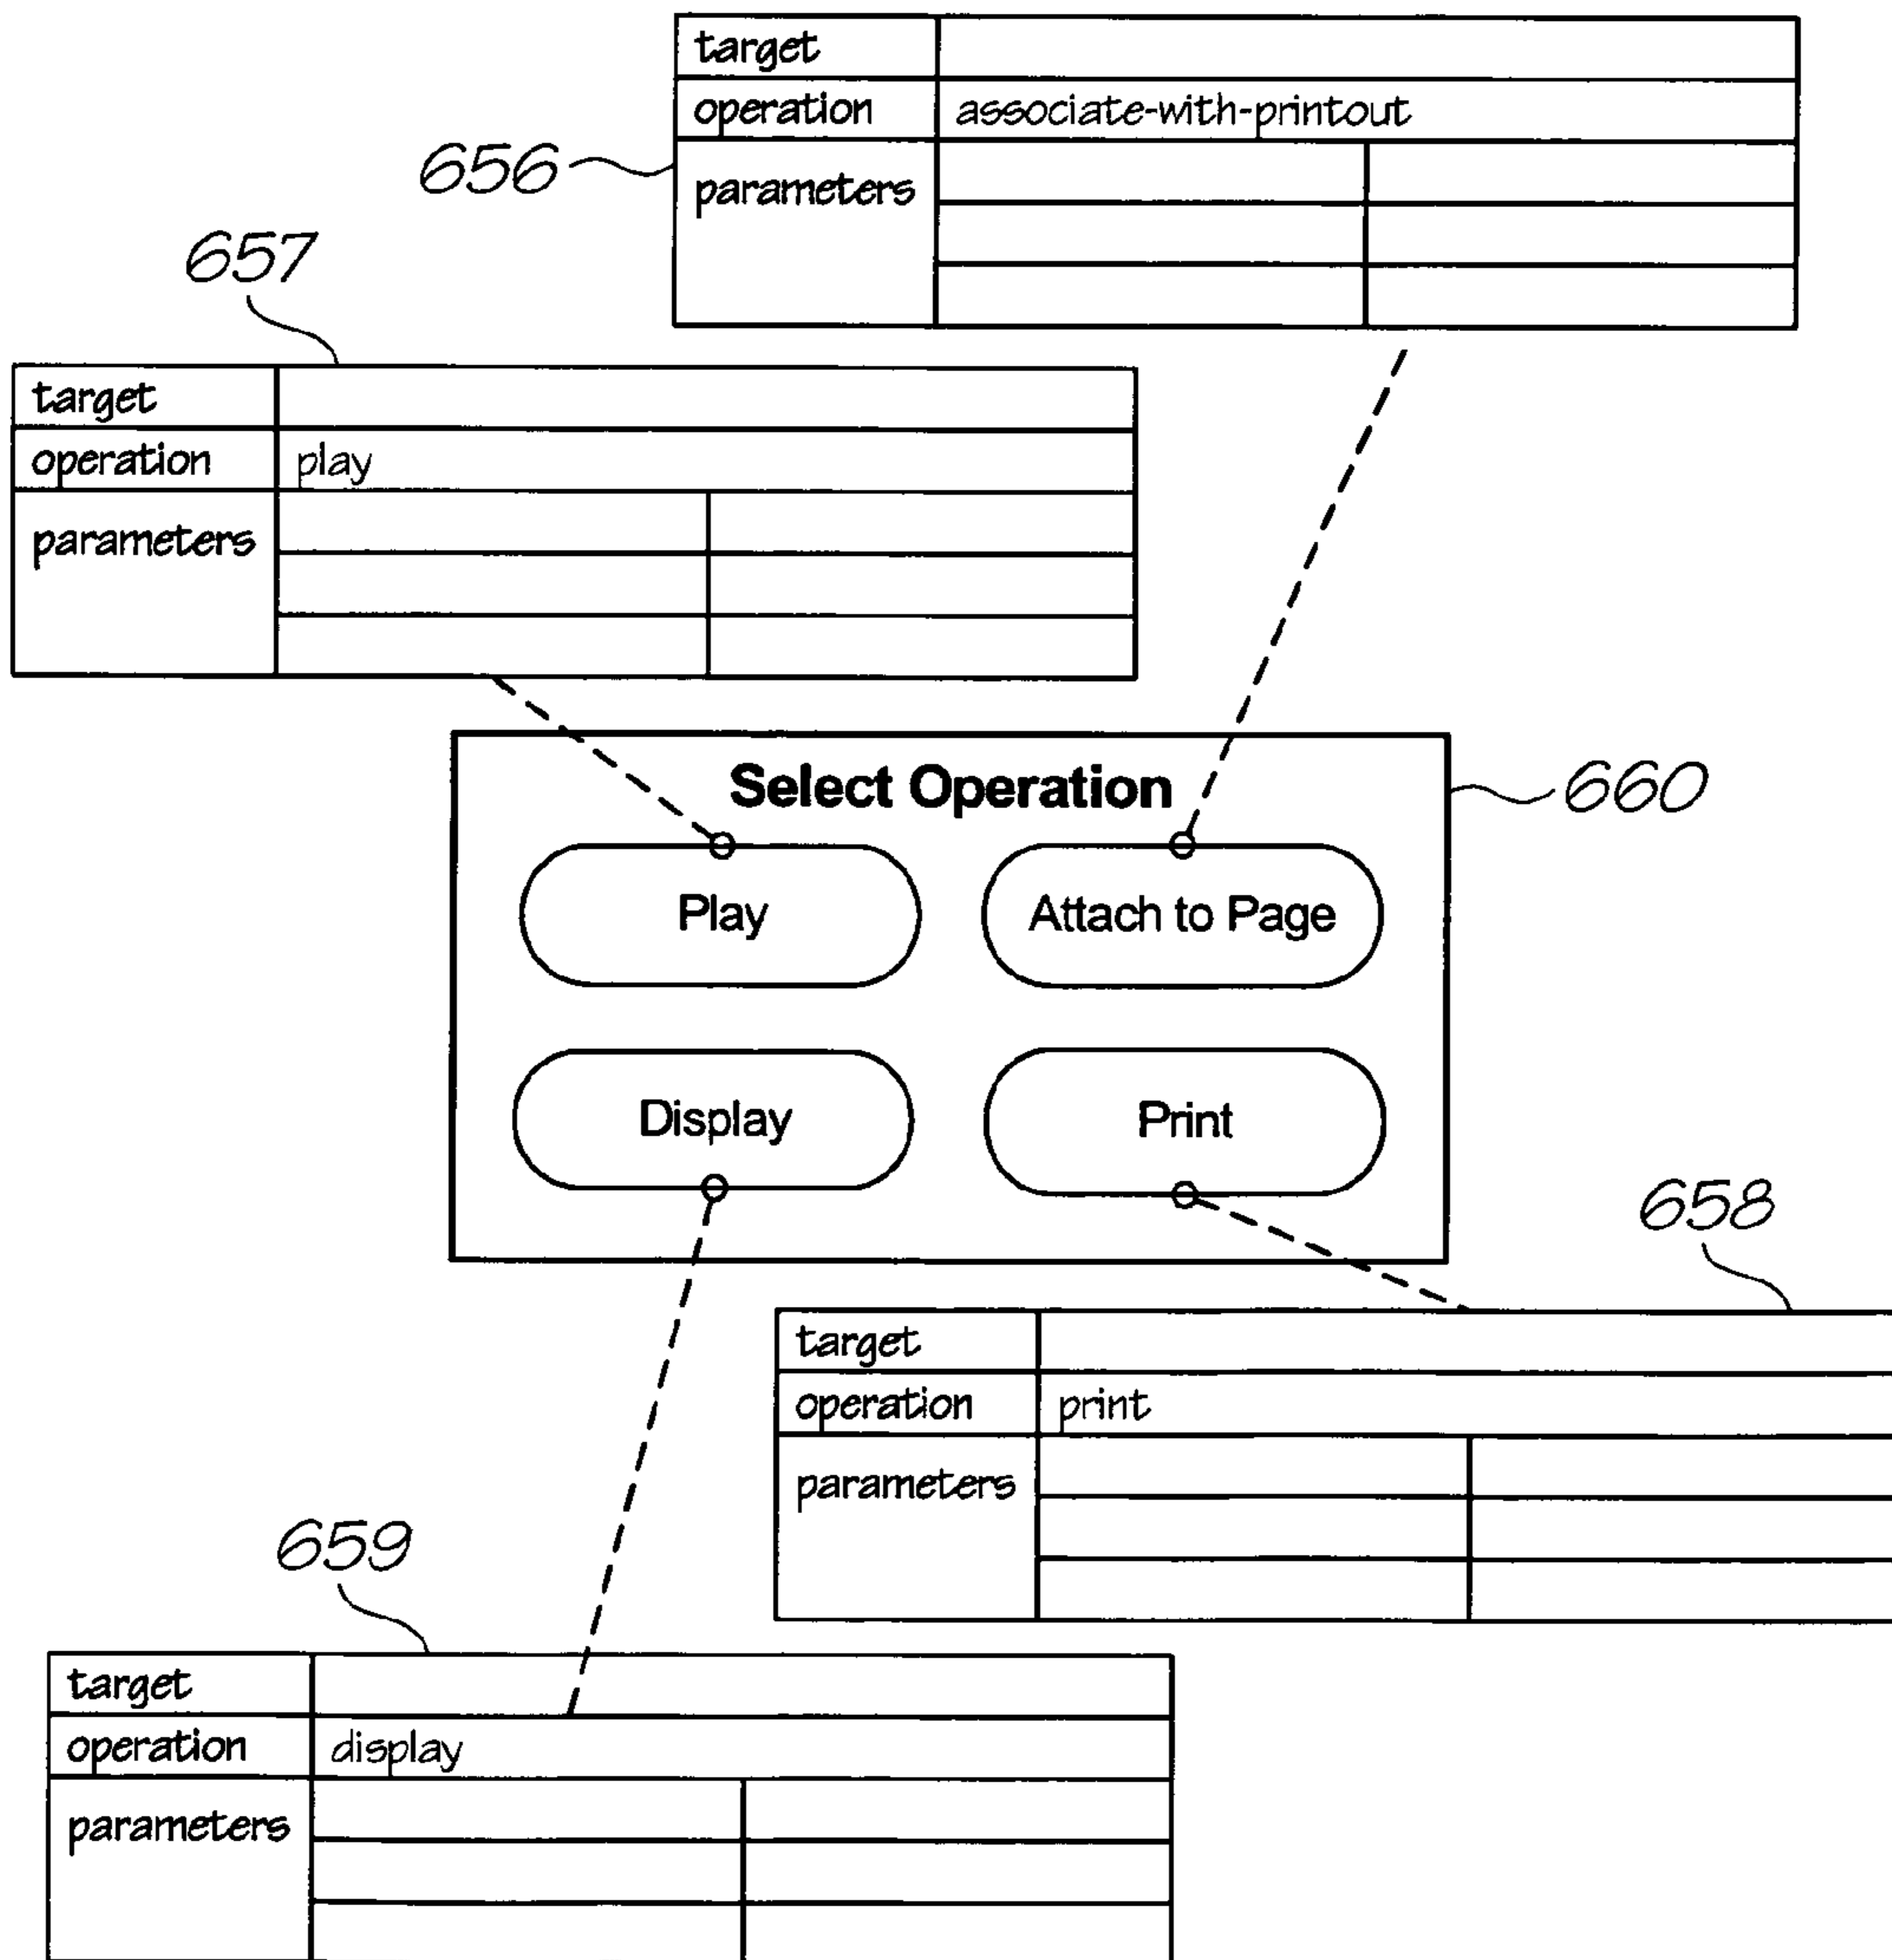 target
operation associate-with-printout
656
parameters
657
target
operation play
parameters
Select Operation
660
Play Attach to Page
Display Print
658
target
operation print
parameters
659
target
operation display
parameters